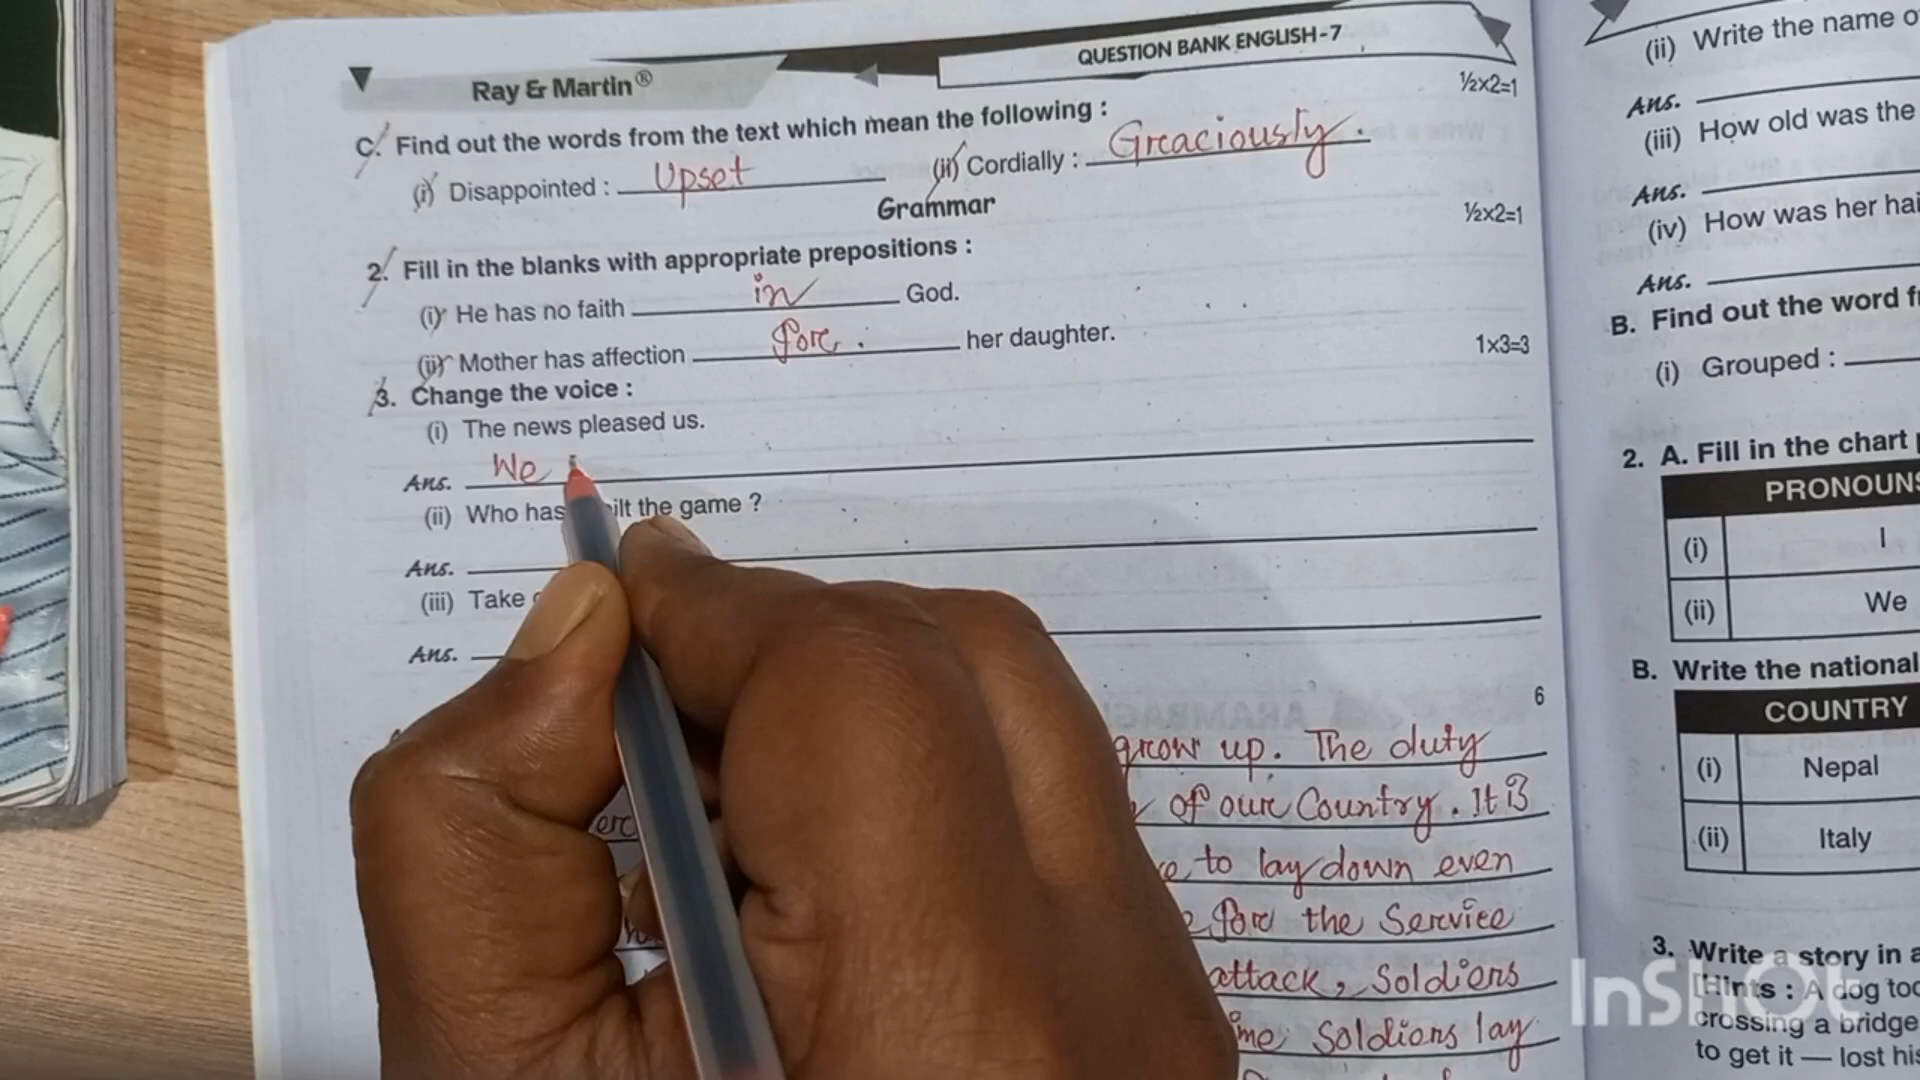 Ray & Martin®
QUESTION BANK ENGLISH-7
C. Find out the words from the text which mean the following :
½x2=1
(i) Disappointed : Upset (ii) Cordially : Greaciously.
Grammar
2. Fill in the blanks with appropriate prepositions :
½x2=1
(i) He has no faith in God.
(ii) Mother has affection for. her daughter.
3. Change the voice :
1x3=3
(i) The news pleased us.
Ans. We
(ii) Who has the game ?
Ans.
(iii) Take
Ans.
6
grow up. The duty
of our Country. It is
to lay down even
for the Service
attack, Soldiers
Soldiers lay
(ii) Write the name
Ans.
(iii) How old was the
Ans.
(iv) How was her
Ans.
B. Find out the word
(i) Grouped :
2. A. Fill in the chart
PRONOUNS
(i) I
(ii) We
B. Write the national
COUNTRY
(i) Nepal
(ii) Italy
3. Write a story in a
[Hints : A dog
crossing a bridge
to get it — lost
InShOt